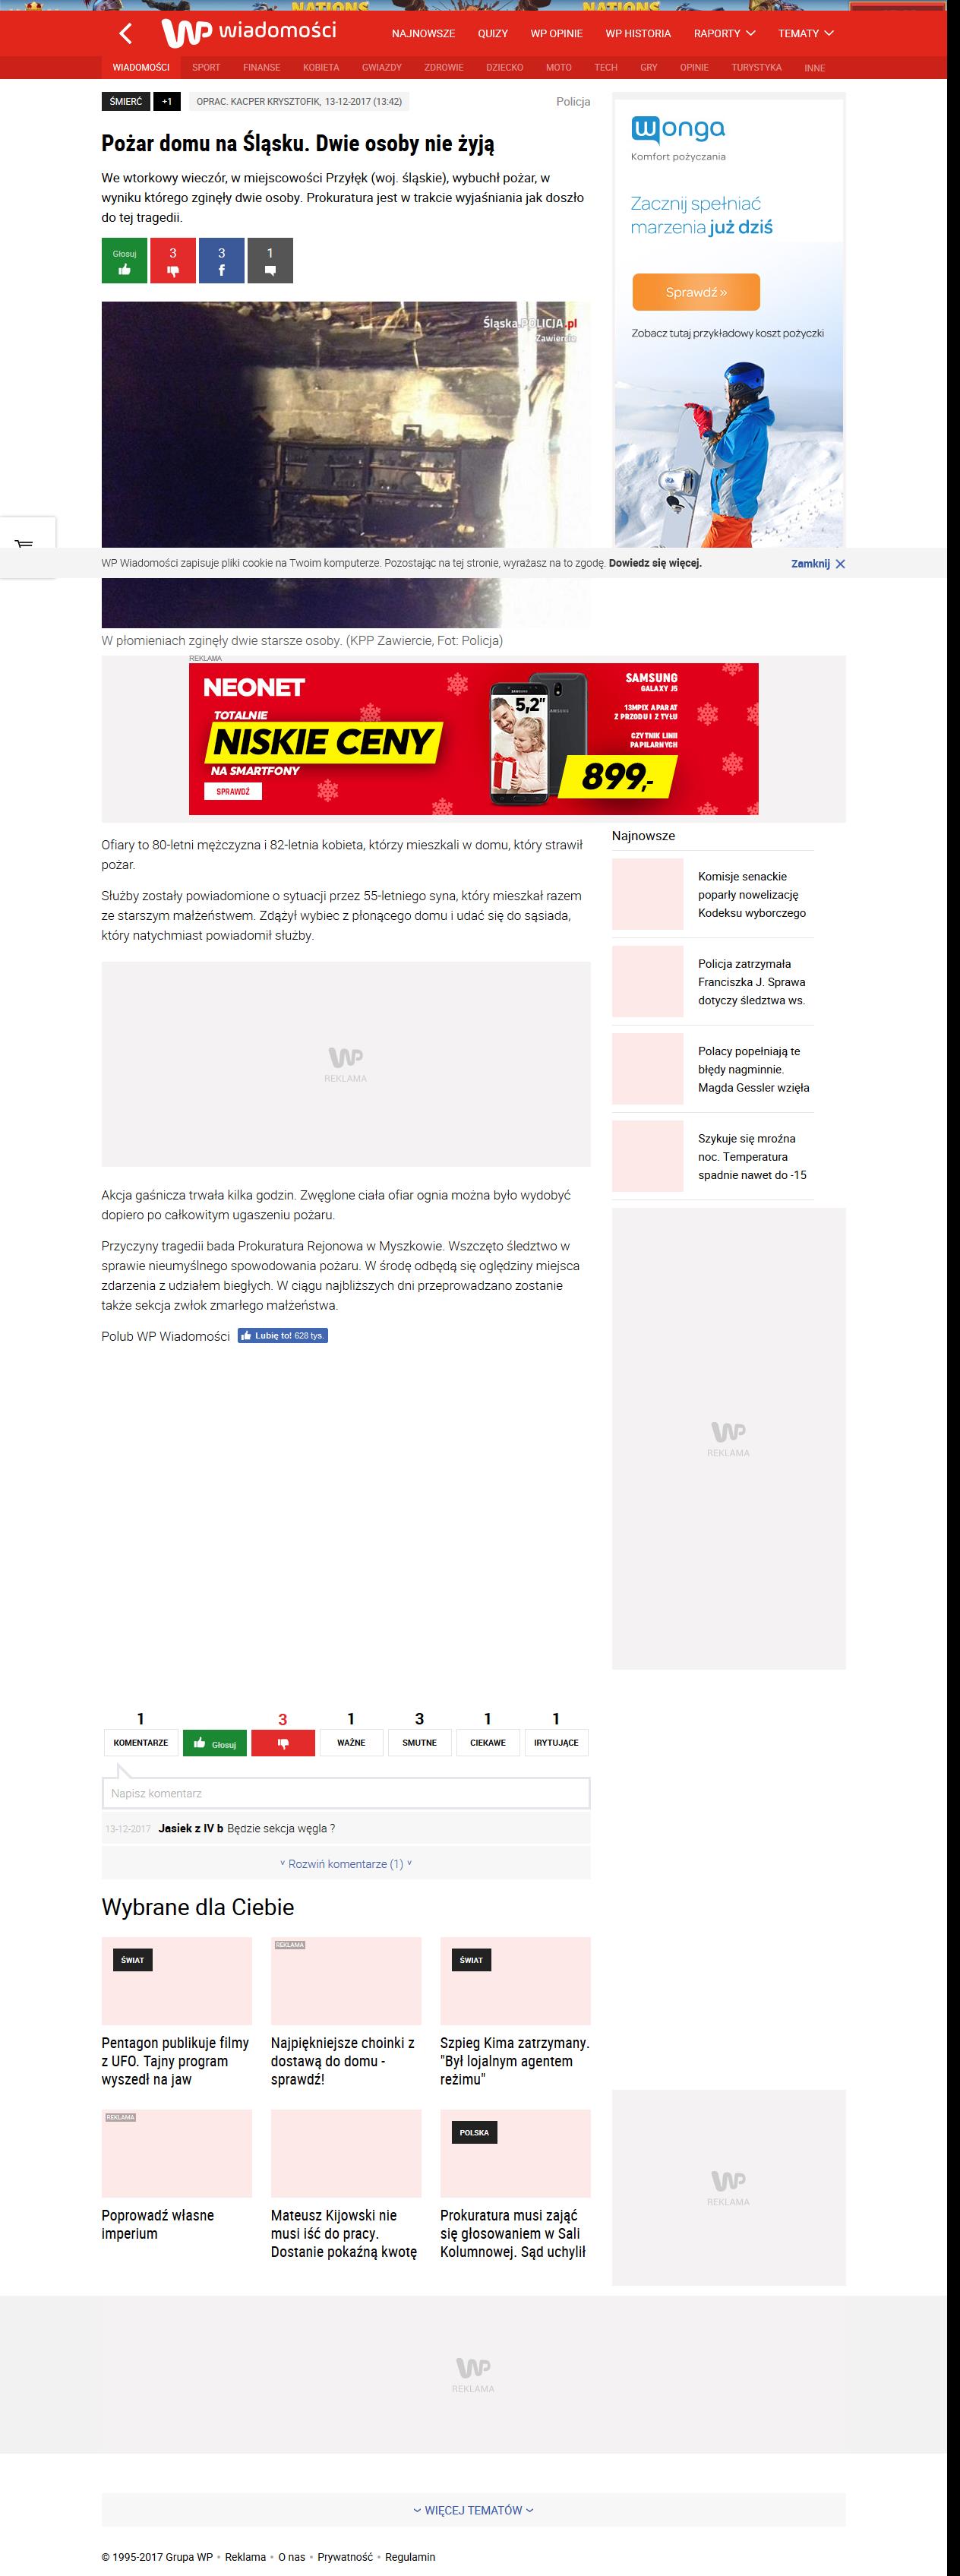 NATIONS
NATIONS
WP wiadomości
NAJNOWSZE QUIZY WP OPINIE WP HISTORIA RAPORTY TEMATY
WIADOMOŚCI SPORT FINANSE KOBIETA GWIAZDY ZDROWIE DZIECKO MOTO TECH GRY OPINIE TURYSTYKA INNE
ŚMIERĆ +1 OPRAC. KACPER KRYSZTOFIK, 13-12-2017 (13:42) Policja
Pożar domu na Śląsku. Dwie osoby nie żyją
We wtorkowy wieczór, w miejscowości Przyłęk (woj. śląskie), wybuchł pożar, w
wyniku którego zginęły dwie osoby. Prokuratura jest w trakcie wyjaśniania jak doszło
do tej tragedii.
Głosuj 3 3 1
f
Śląska.POLICJA.pl
Zawiercie
wonga
Komfort pożyczania
Zacznij spełniać
marzenia już dziś
Sprawdź »
Zobacz tutaj przykładowy koszt pożyczki
WP Wiadomości zapisuje pliki cookie na Twoim komputerze. Pozostając na tej stronie, wyrażasz na to zgodę. Dowiedz się więcej. Zamknij
W płomieniach zginęły dwie starsze osoby. (KPP Zawiercie, Fot: Policja)
REKLAMA
NEONET
TOTALNIE
NISKIE CENY
NA SMARTFONY
SPRAWDŹ
5,2"
SAMSUNG
SAMSUNG
GALAXY J5
13MPIX APARAT
Z PRZODU I Z TYŁU
CZYTNIK LINII
PAPILARNYCH
899,-
Ofiary to 80-letni mężczyzna i 82-letnia kobieta, którzy mieszkali w domu, który strawił
pożar.
Służby zostały powiadomione o sytuacji przez 55-letniego syna, który mieszkał razem
ze starszym małżeństwem. Zdążył wybiec z płonącego domu i udać się do sąsiada,
który natychmiast powiadomił służby.
WP
REKLAMA
Akcja gaśnicza trwała kilka godzin. Zwęglone ciała ofiar ognia można było wydobyć
dopiero po całkowitym ugaszeniu pożaru.
Przyczyny tragedii bada Prokuratura Rejonowa w Myszkowie. Wszczęto śledztwo w
sprawie nieumyślnego spowodowania pożaru. W środę odbędą się oględziny miejsca
zdarzenia z udziałem biegłych. W ciągu najbliższych dni przeprowadzano zostanie
także sekcja zwłok zmarłego małżeństwa.
Polub WP Wiadomości Lubię to! 628 tys.
Najnowsze
Komisje senackie
poparły nowelizację
Kodeksu wyborczego
Policja zatrzymała
Franciszka J. Sprawa
dotyczy śledztwa ws.
Polacy popełniają te
błędy nagminnie.
Magda Gessler wzięła
Szykuje się mroźna
noc. Temperatura
spadnie nawet do -15
WP
REKLAMA
1 3 1 3 1 1
KOMENTARZE Głosuj WAŻNE SMUTNE CIEKAWE IRYTUJĄCE
Napisz komentarz
13-12-2017 Jasiek z IV b Będzie sekcja węgla ?
Rozwiń komentarze (1)
Wybrane dla Ciebie
ŚWIAT
REKLAMA
ŚWIAT
Pentagon publikuje filmy
z UFO. Tajny program
wyszedł na jaw
Najpiękniejsze choinki z
dostawą do domu -
sprawdź!
Szpieg Kima zatrzymany.
"Był lojalnym agentem
reżimu"
REKLAMA
POLSKA
Poprowadź własne
imperium
Mateusz Kijowski nie
musi iść do pracy.
Dostanie pokaźną kwotę
Prokuratura musi zająć
się głosowaniem w Sali
Kolumnowej. Sąd uchylił
WP
REKLAMA
WP
REKLAMA
WIĘCEJ TEMATÓW
© 1995-2017 Grupa WP • Reklama • O nas • Prywatność • Regulamin